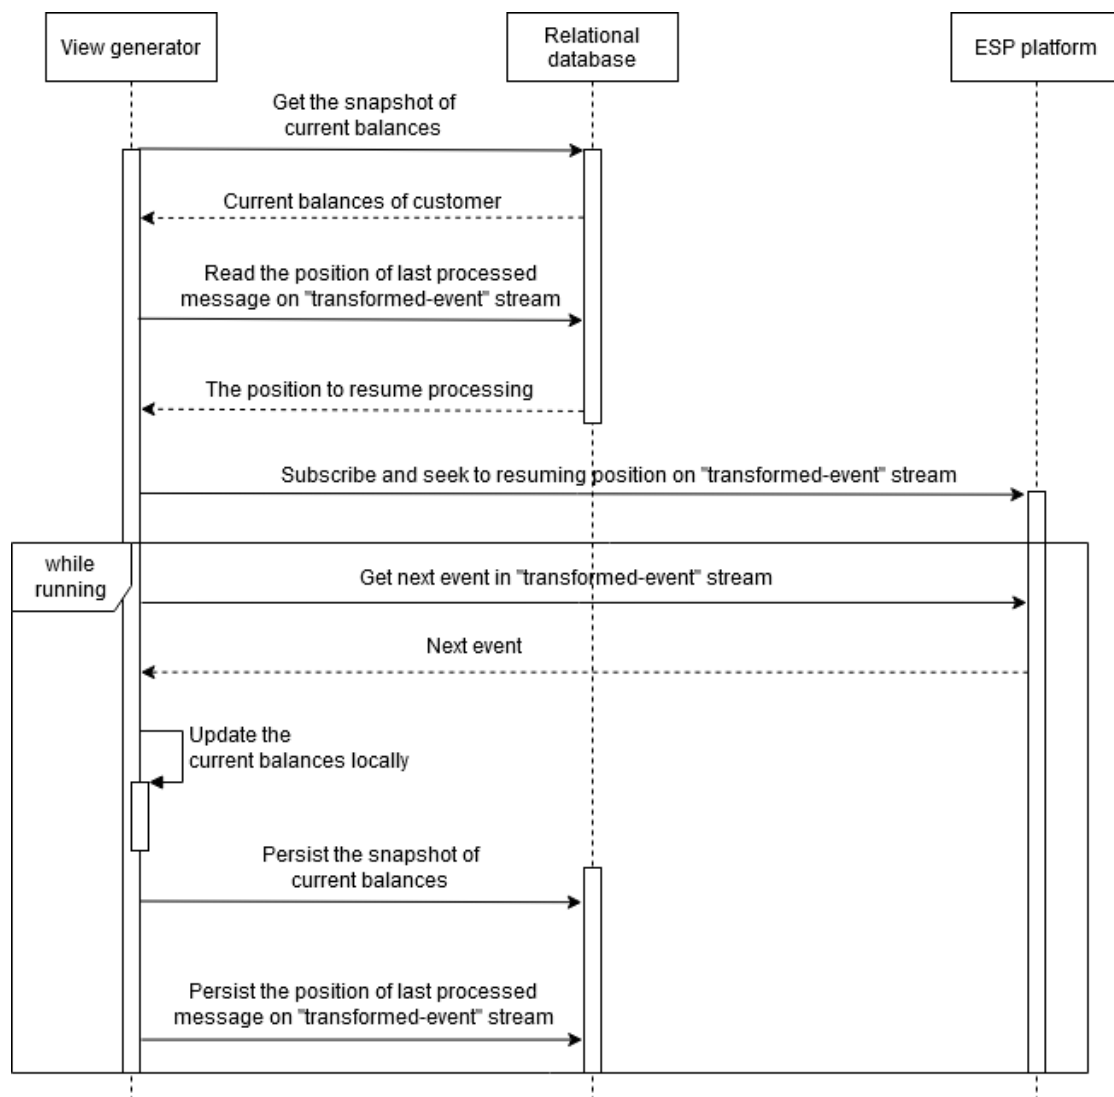 View generator
Relational
database
ESP platform
Get the snapshot of
current balances
Current balances of customer
Read the position of last processed
message on "transformed-event" stream
The position to resume processing
Subscribe and seek to resuming position on "transformed-event" stream
while
running
Get next event in "transformed-event" stream
Next event
Update the
current balances locally
Persist the snapshot of
current balances
Persist the position of last processed
message on "transformed-event" stream